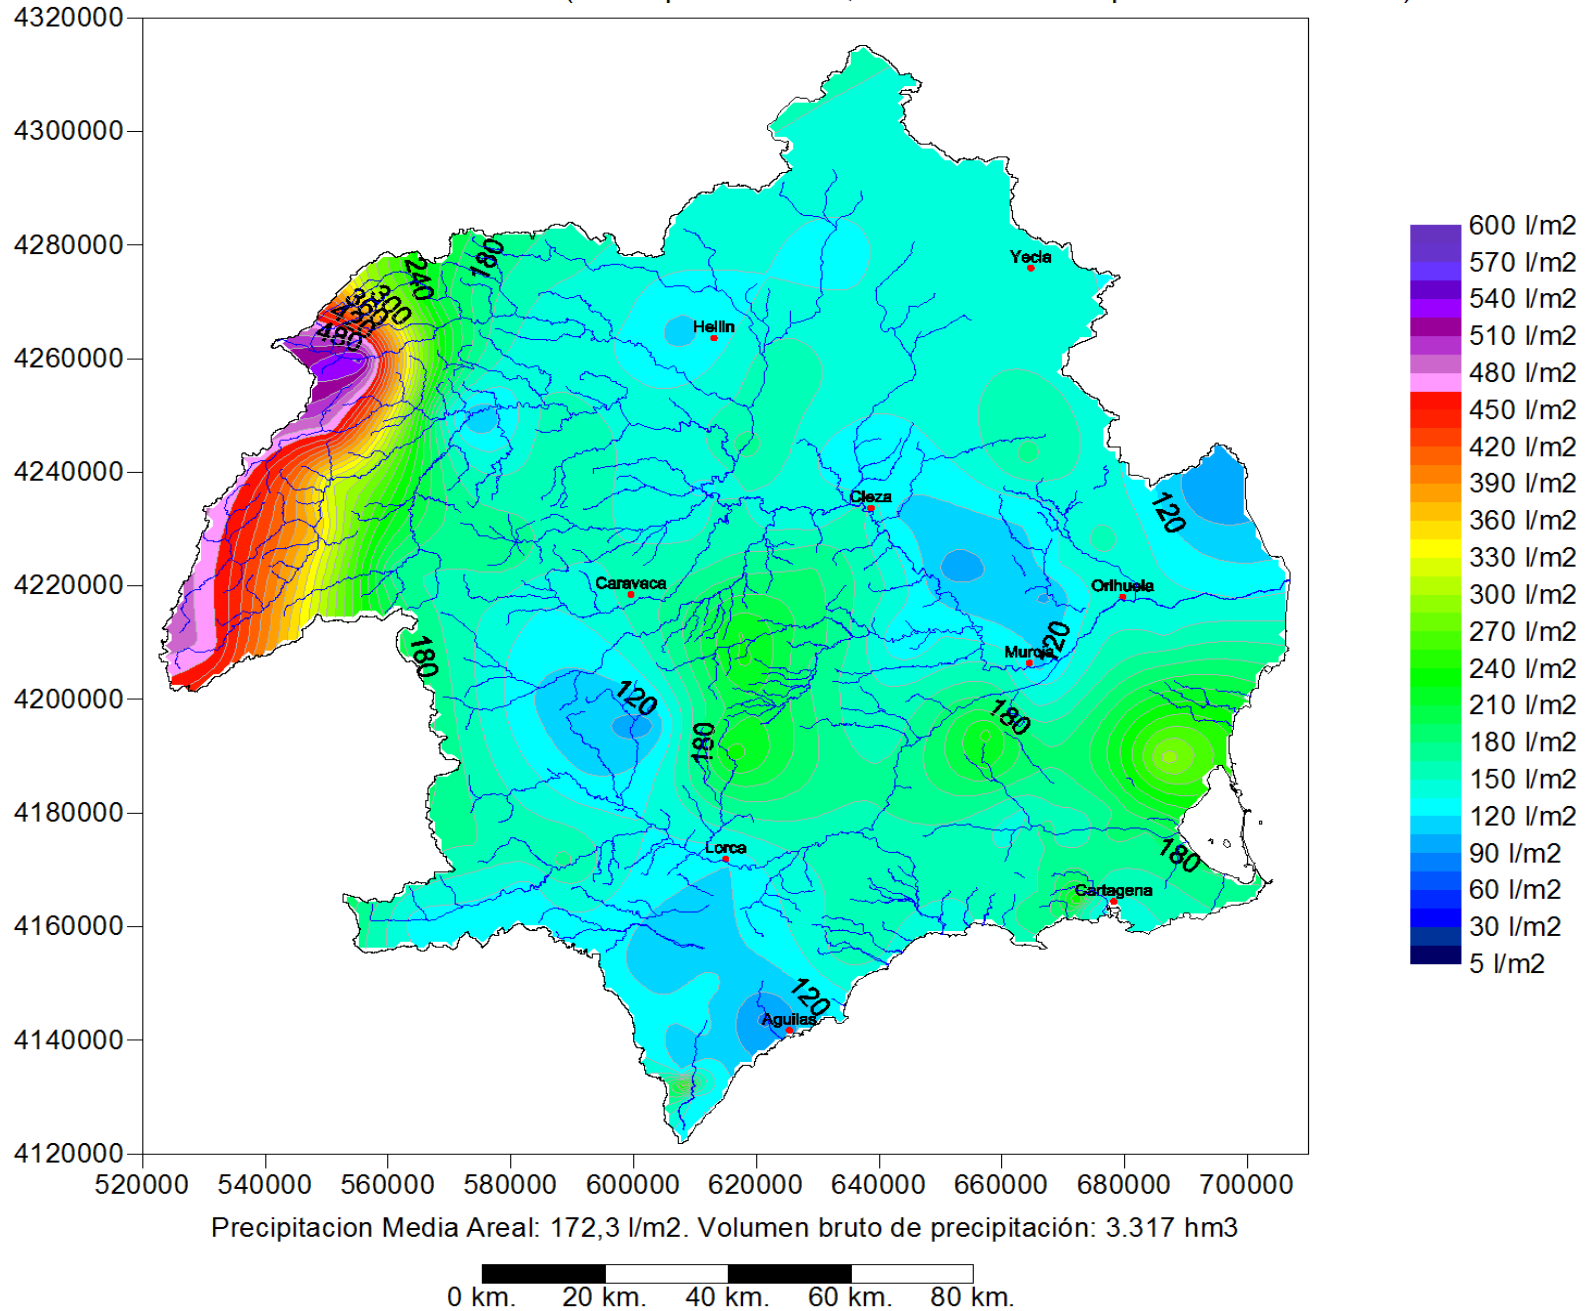 4320000
4300000
4280000
4260000
4240000
4220000
4200000
4180000
4160000
4140000
4120000
520000 540000 560000 580000 600000 620000 640000 660000 680000 700000
240
180
300
360
480
Yecla
Hellin
Cieza
120
Caravaca
Orihuela
180
120
Murcia
120
180
180
Lorca
180
Cartagena
120
Aguilas
600 l/m2
570 l/m2
540 l/m2
510 l/m2
480 l/m2
450 l/m2
420 l/m2
390 l/m2
360 l/m2
330 l/m2
300 l/m2
270 l/m2
240 l/m2
210 l/m2
180 l/m2
150 l/m2
120 l/m2
90 l/m2
60 l/m2
30 l/m2
5 l/m2
Precipitacion Media Areal: 172,3 l/m2. Volumen bruto de precipitación: 3.317 hm3
0 km. 20 km. 40 km. 60 km. 80 km.